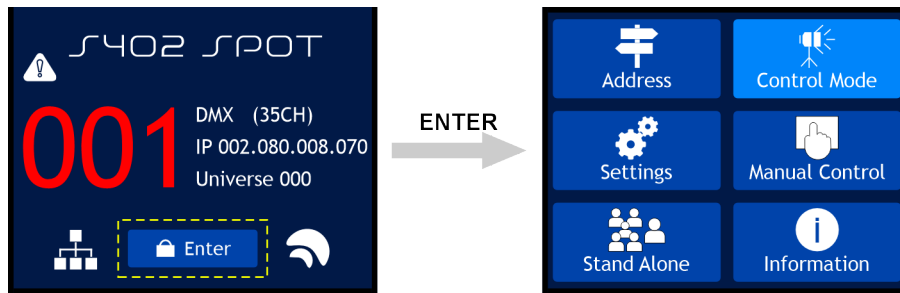 S402 SPOT
001
DMX (35CH)
IP 002.080.008.070
Universe 000
Enter
ENTER
Address
Control Mode
Settings
Manual Control
Stand Alone
i
Information